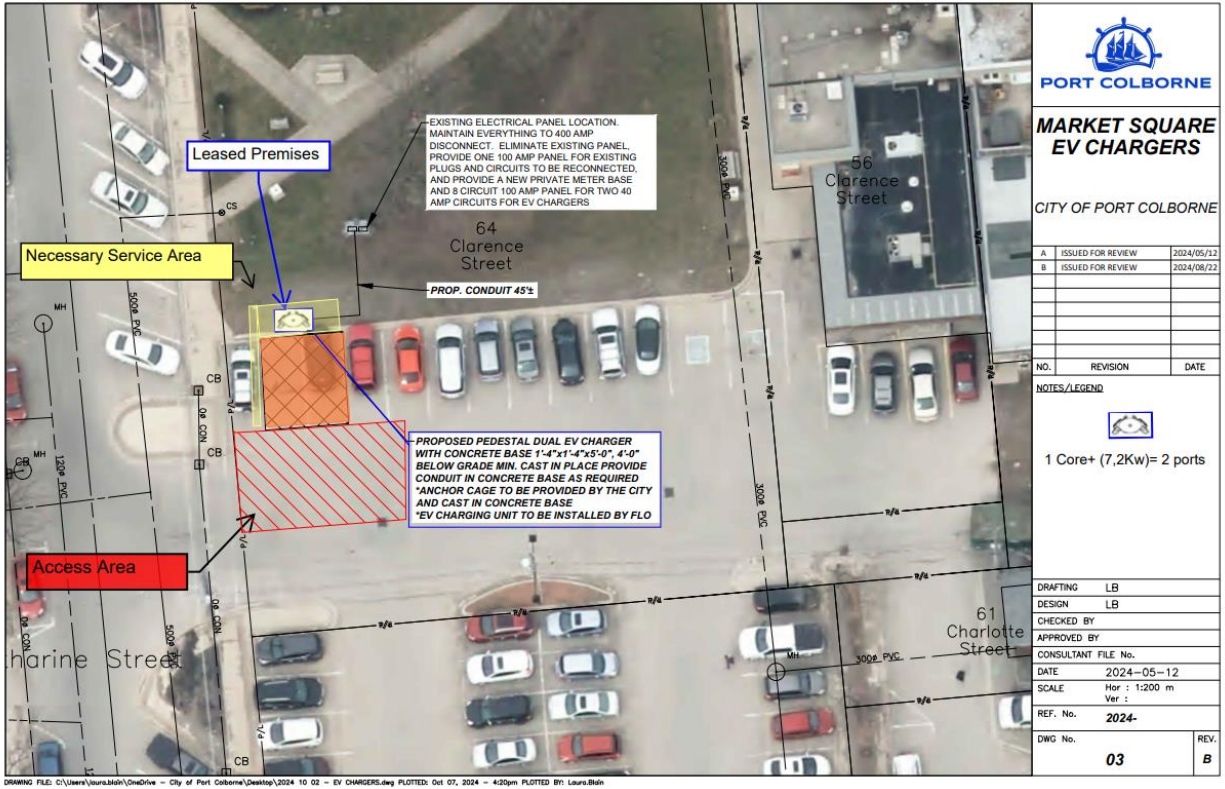 EXISTING ELECTRICAL PANEL LOCATION.
MAINTAIN EVERYTHING TO 400 AMP
DISCONNECT. ELIMINATE EXISTING PANEL,
PROVIDE ONE 100 AMP PANEL FOR EXISTING
PLUGS AND CIRCUITS TO BE RECONNECTED,
AND PROVIDE A NEW PRIVATE METER BASE
AND 8 CIRCUIT 100 AMP PANEL FOR TWO 40
AMP CIRCUITS FOR EV CHARGERS
Leased Premises
CS
64
Clarence
Street
56
Clarence
Street
Necessary Service Area
PROP. CONDUIT 45'±
MH
500ø PVC
300ø PVC
P/L
CB
0ø CON
CB
CB
MH
120ø PVC
PROPOSED PEDESTAL DUAL EV CHARGER
WITH CONCRETE BASE 1'-4"x1'-4"x5'-0", 4'-0"
BELOW GRADE MIN. CAST IN PLACE PROVIDE
CONDUIT IN CONCRETE BASE AS REQUIRED
*ANCHOR CAGE TO BE PROVIDED BY THE CITY
AND CAST IN CONCRETE BASE
*EV CHARGING UNIT TO BE INSTALLED BY FLO
300ø PVC
P/L
Access Area
0ø CON
0ø CON
500ø
harine Street
P/L
CB
61
Charlotte
Street
MH
300ø PVC
PORT COLBORNE
MARKET SQUARE
EV CHARGERS
CITY OF PORT COLBORNE
A ISSUED FOR REVIEW 2024/05/12
B ISSUED FOR REVIEW 2024/08/22
NO. REVISION DATE
NOTES/LEGEND
1 Core+ (7,2Kw)= 2 ports
DRAFTING LB
DESIGN LB
CHECKED BY
APPROVED BY
CONSULTANT FILE No.
DATE 2024-05-12
SCALE Hor : 1:200 m
Ver :
REF. No. 2024-
DWG No. REV.
03 B
DRAWING FILE: C:\Users\laura.blain\OneDrive - City of Port Colborne\Desktop\2024 10 02 - EV CHARGERS.dwg PLOTTED: Oct 07, 2024 - 4:20pm PLOTTED BY: Laura.Blain